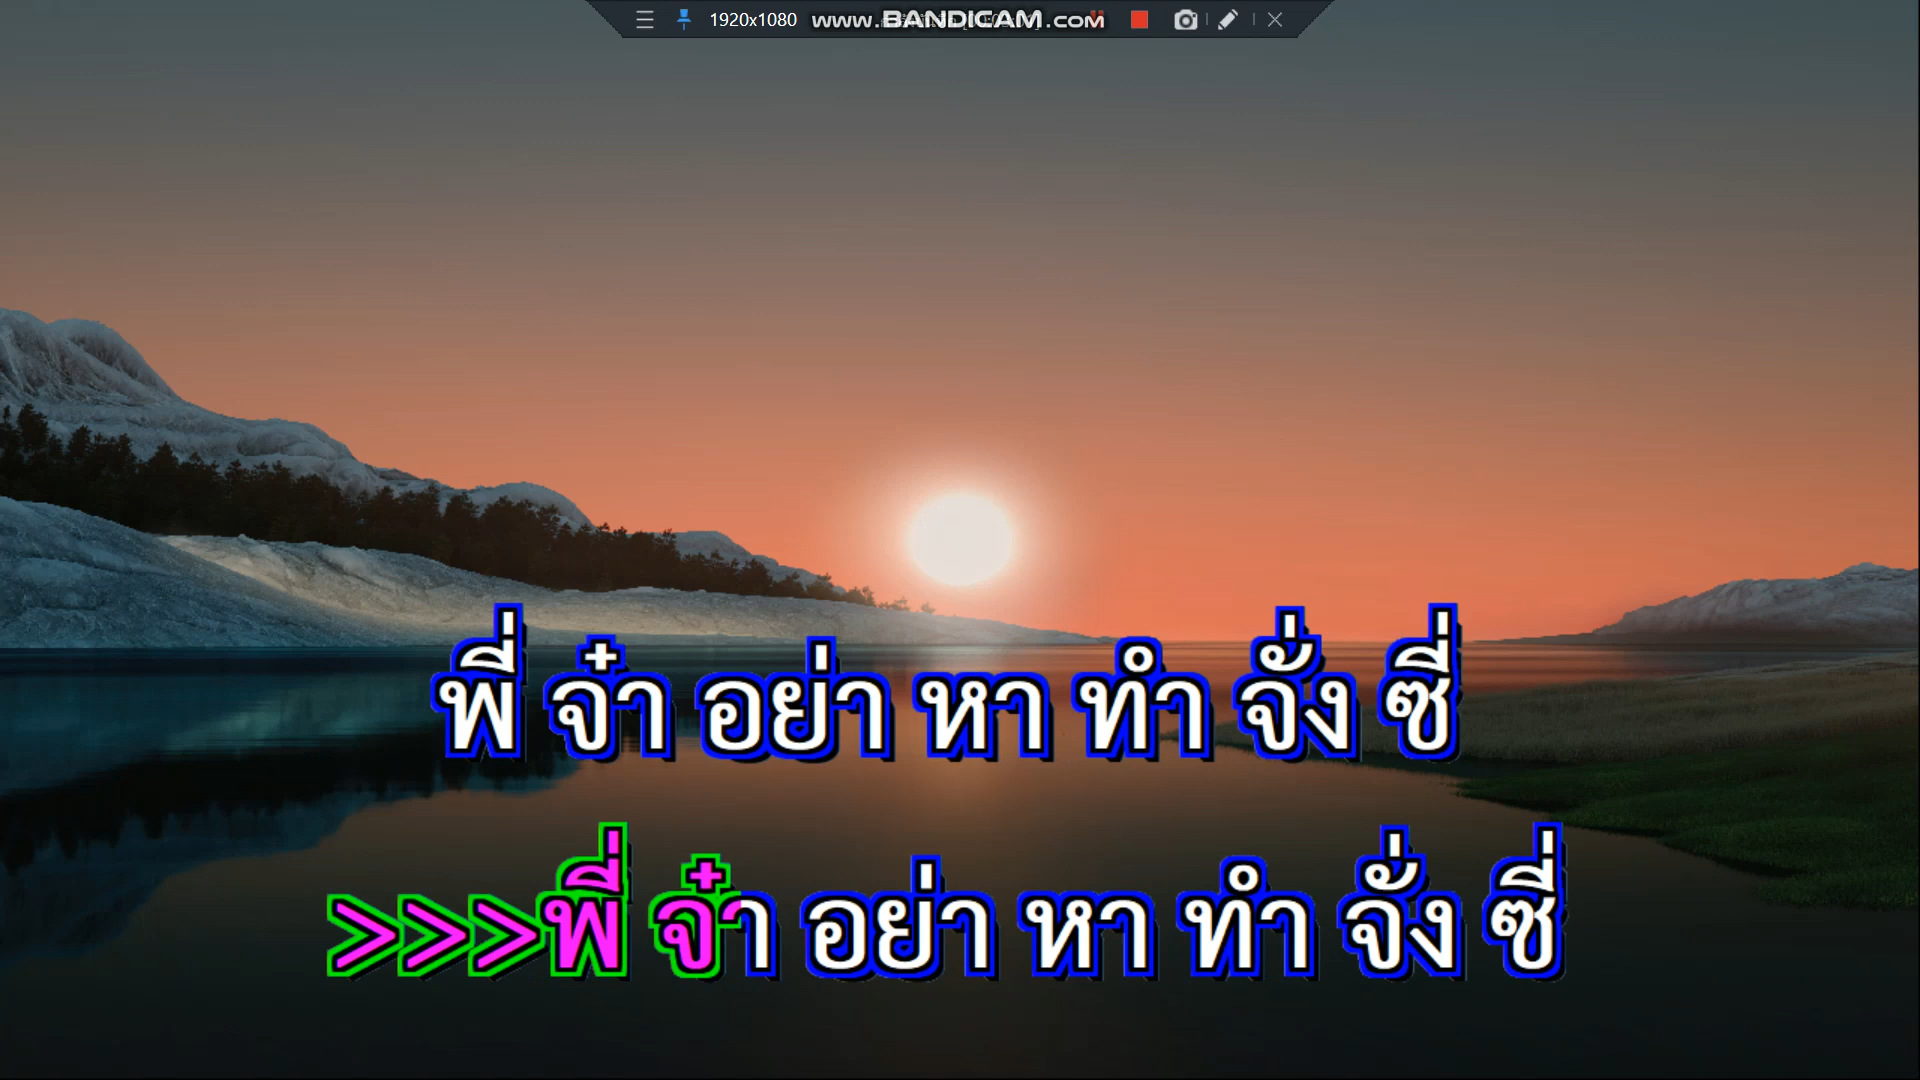 1920x1080 www.BANDICAM.com
พี่ จ๋า อย่า หา ทำ จั่ง ซี่
>>>พี่ จ๋า อย่า หา ทำ จั่ง ซี่